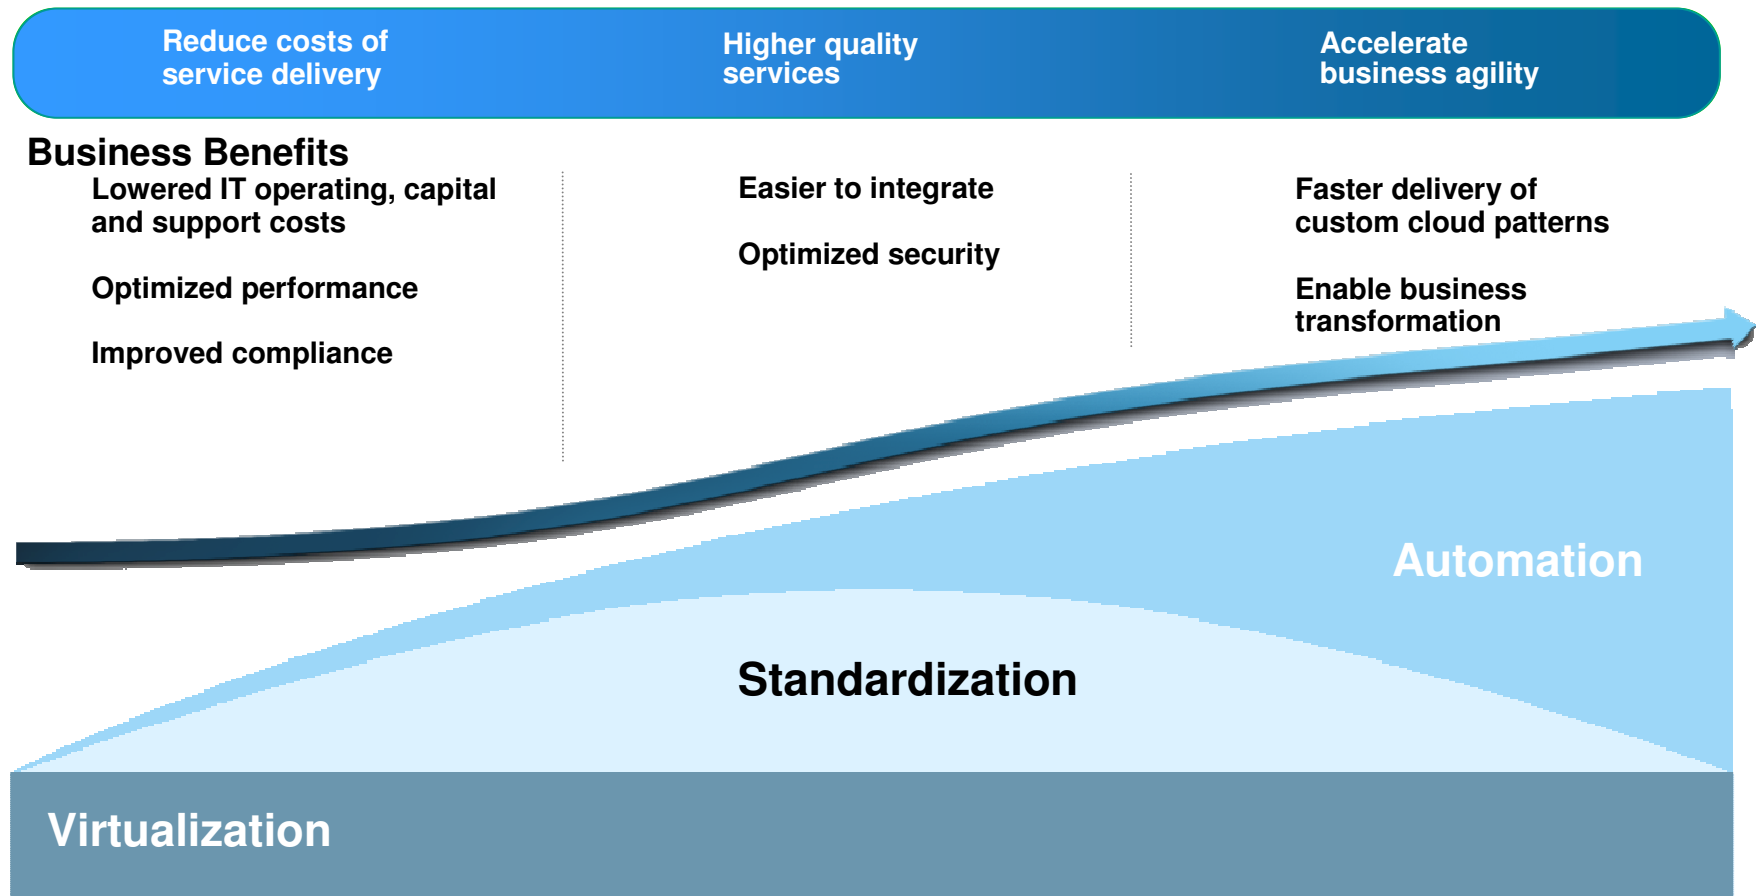 Reduce costs of
service delivery
Higher quality
services
Accelerate
business agility
Business Benefits
Lowered IT operating, capital
and support costs
Optimized performance
Improved compliance
Easier to integrate
Optimized security
Faster delivery of
custom cloud patterns
Enable business
transformation
Automation
Standardization
Virtualization